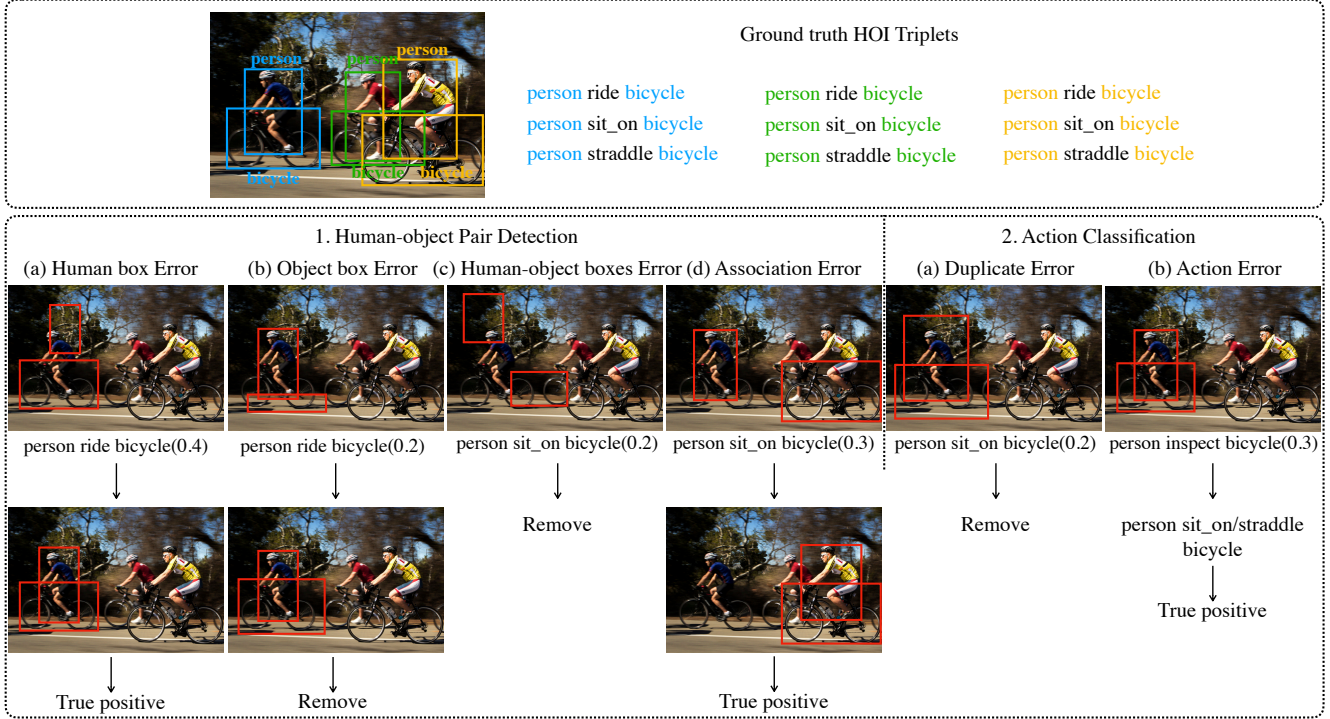 Ground truth HOI Triplets
person
person
person
bicycle
bicycle
bicycle
person ride bicycle
person ride bicycle
person ride bicycle
person sit_on bicycle
person sit_on bicycle
person sit_on bicycle
person straddle bicycle
person straddle bicycle
person straddle bicycle
1. Human-object Pair Detection
2. Action Classification
(a) Human box Error
(b) Object box Error
(c) Human-object boxes Error
(d) Association Error
(a) Duplicate Error
(b) Action Error
person ride bicycle(0.4)
person ride bicycle(0.2)
person sit_on bicycle(0.2)
person sit_on bicycle(0.3)
person sit_on bicycle(0.2)
person inspect bicycle(0.3)
Remove
Remove
person sit_on/straddle
bicycle
True positive
True positive
Remove
True positive